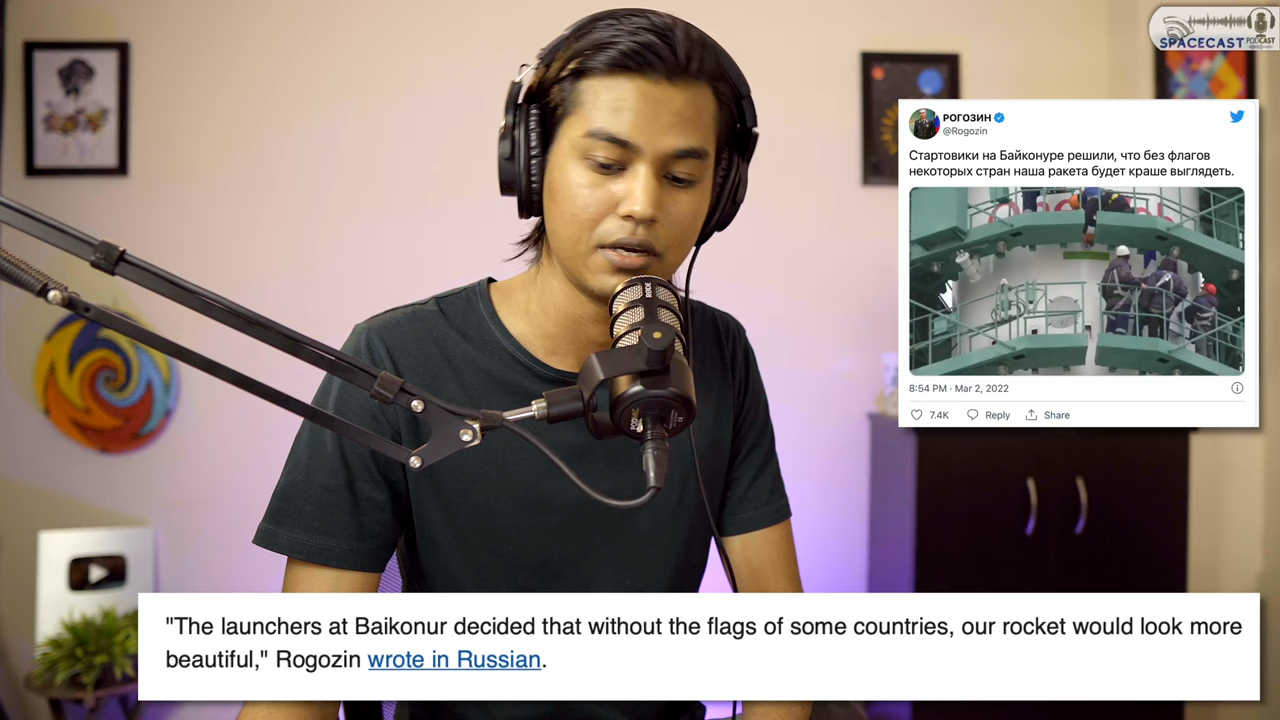 SPACECAST PODCAST
РОГОЗИН
@Rogozin
Стартовики на Байконуре решили, что без флагов
некоторых стран наша ракета будет краше выглядеть.
8:54 PM · Mar 2, 2022
7.4K Reply Share
RØDE
PODMIC
"The launchers at Baikonur decided that without the flags of some countries, our rocket would look more
beautiful," Rogozin wrote in Russian.